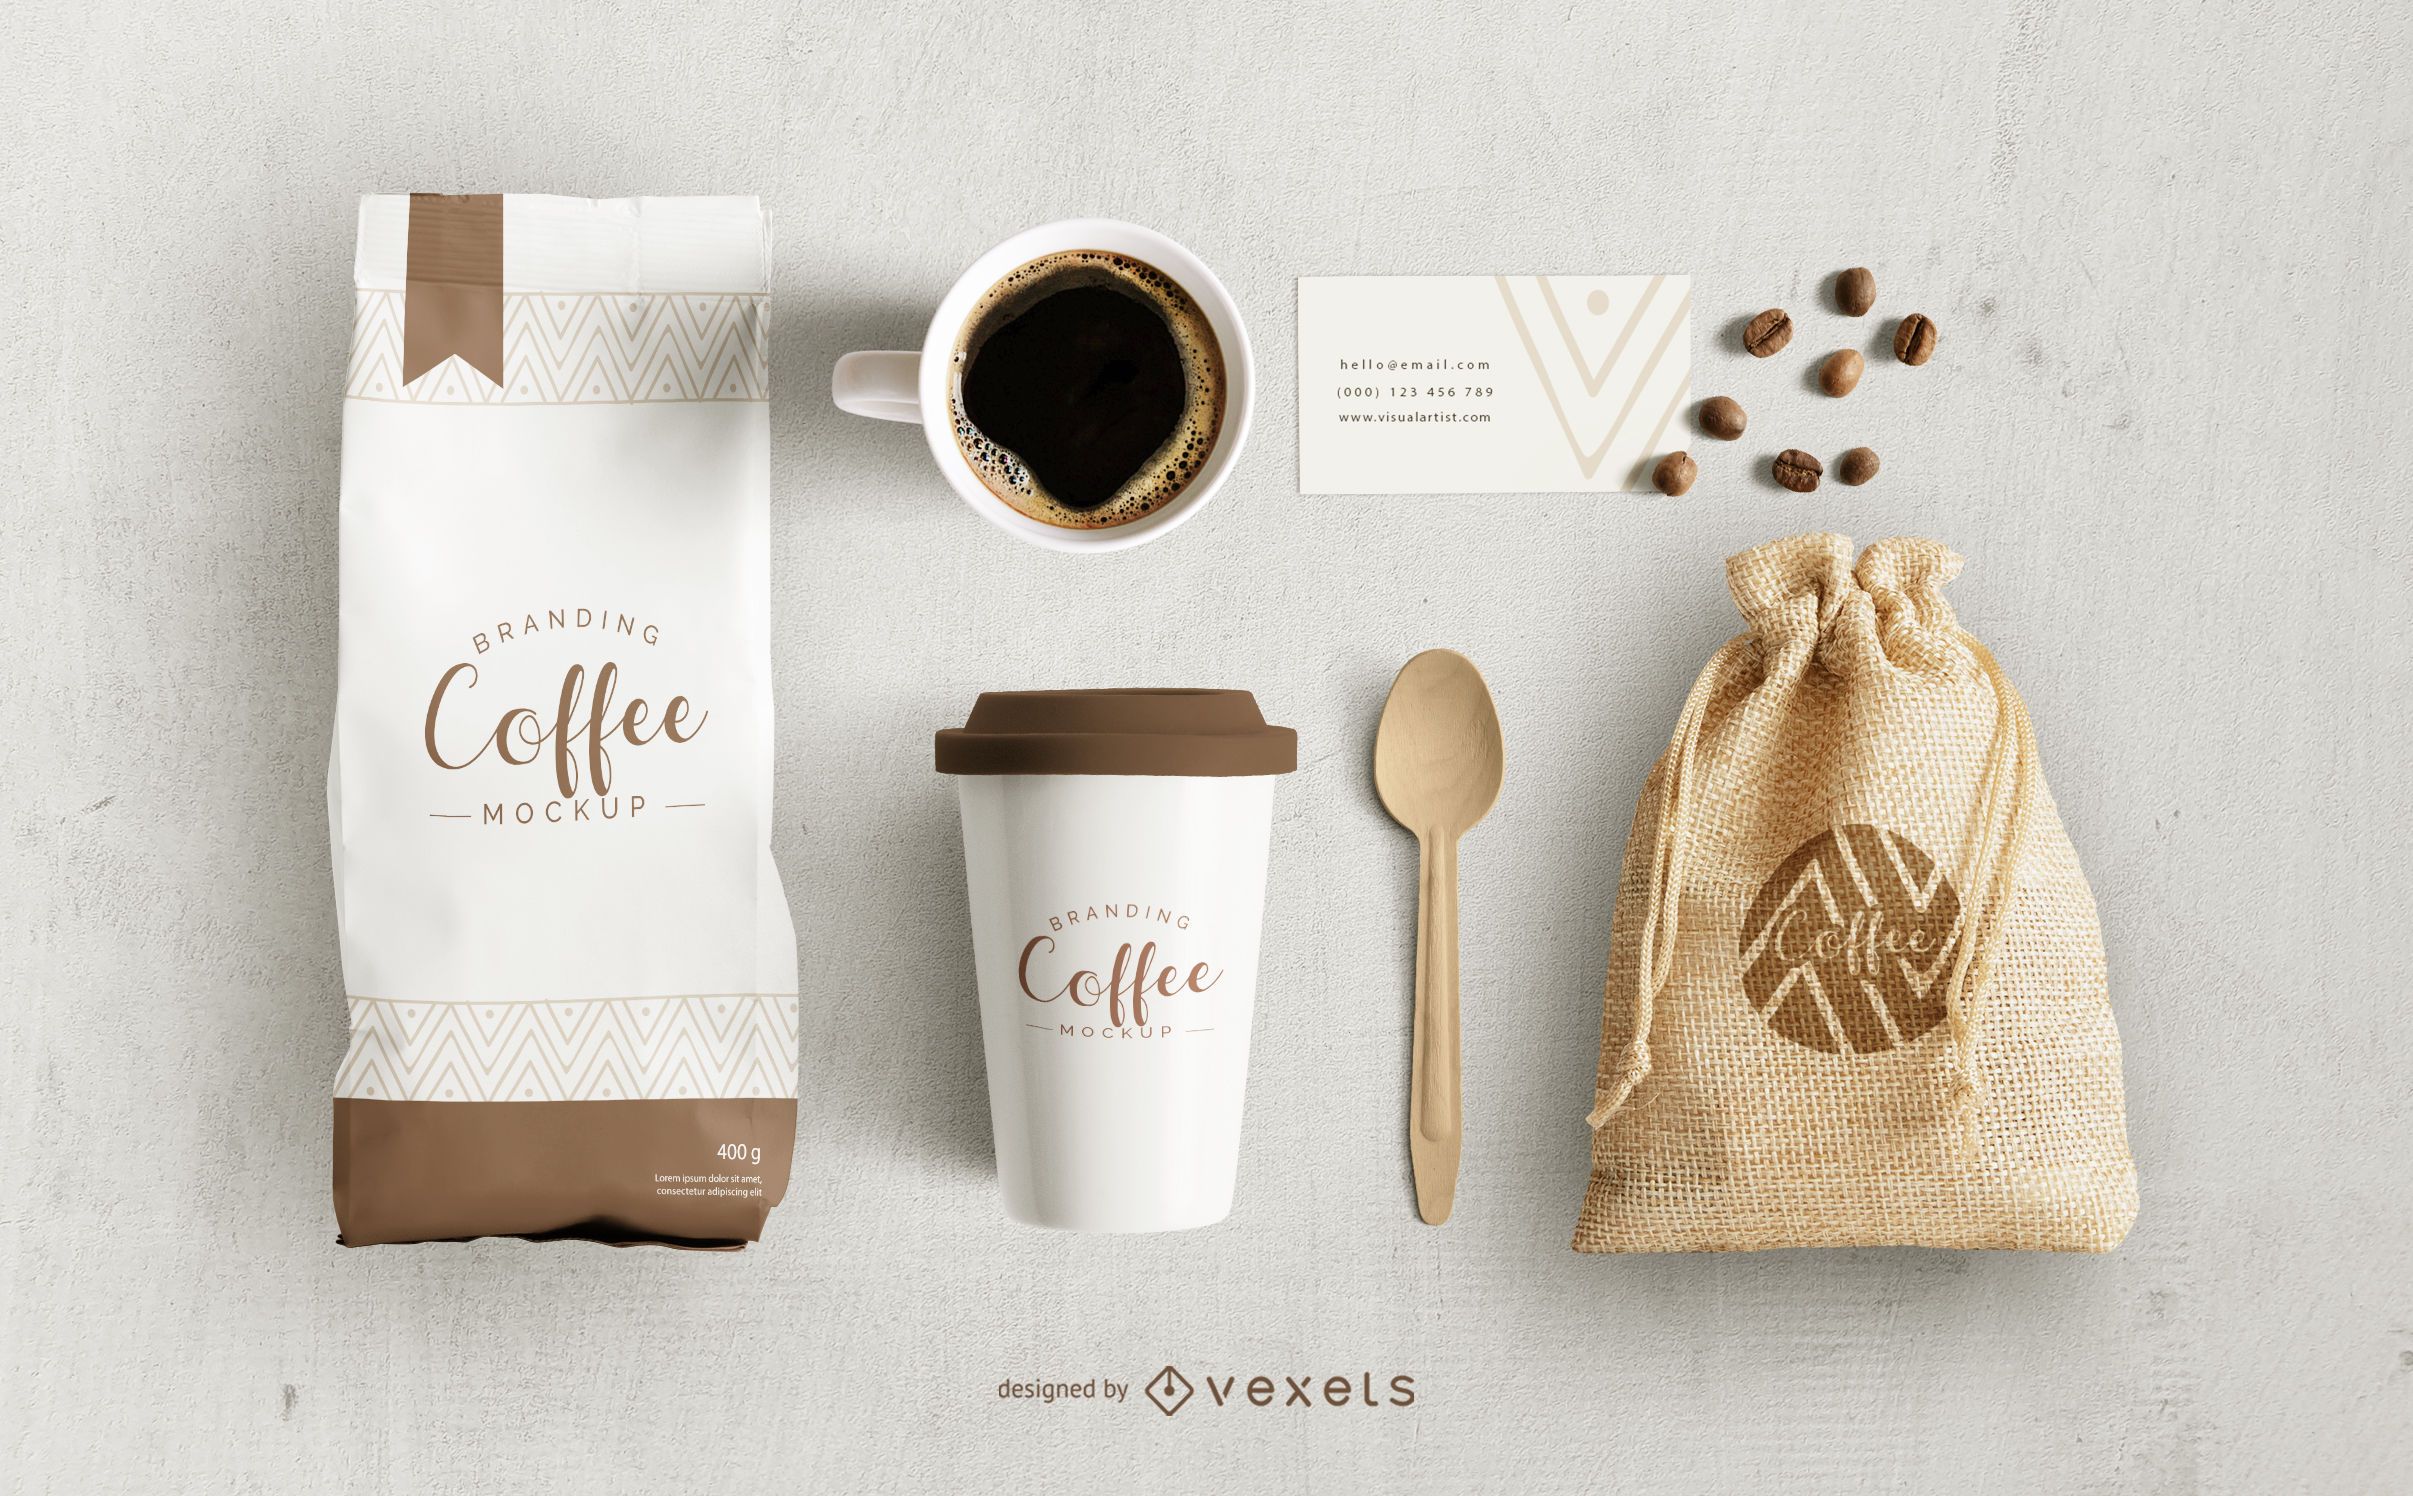 BRANDING
Coffee
MOCKUP
400 g
Lorem ipsum dolor sit amet,
consectetur adipiscing elit
hello@email.com
(000) 123 456 789
www.visualartist.com
BRANDING
Coffee
MOCKUP
Coffee
designed by vexels